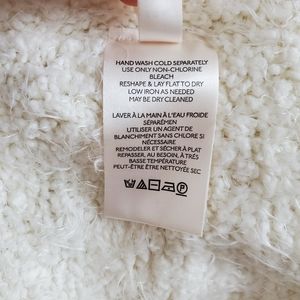 HAND WASH COLD SEPARATELY
USE ONLY NON-CHLORINE
BLEACH
RESHAPE & LAY FLAT TO DRY
LOW IRON AS NEEDED
MAY BE DRY CLEANED
LAVER À LA MAIN À L'EAU FROIDE
SÉPARÉMEN
UTILISER UN AGENT DE
BLANCHIMENT SANS CHLORE SI
NÉCESSAIRE
REMODELER ET SÉCHER À PLAT
REPASSER, AU BESOIN, À TRÈS
BASSE TEMPÉRATURE
PEUT-ÊTRE ÊTRE NETTOYÉE SEC
P